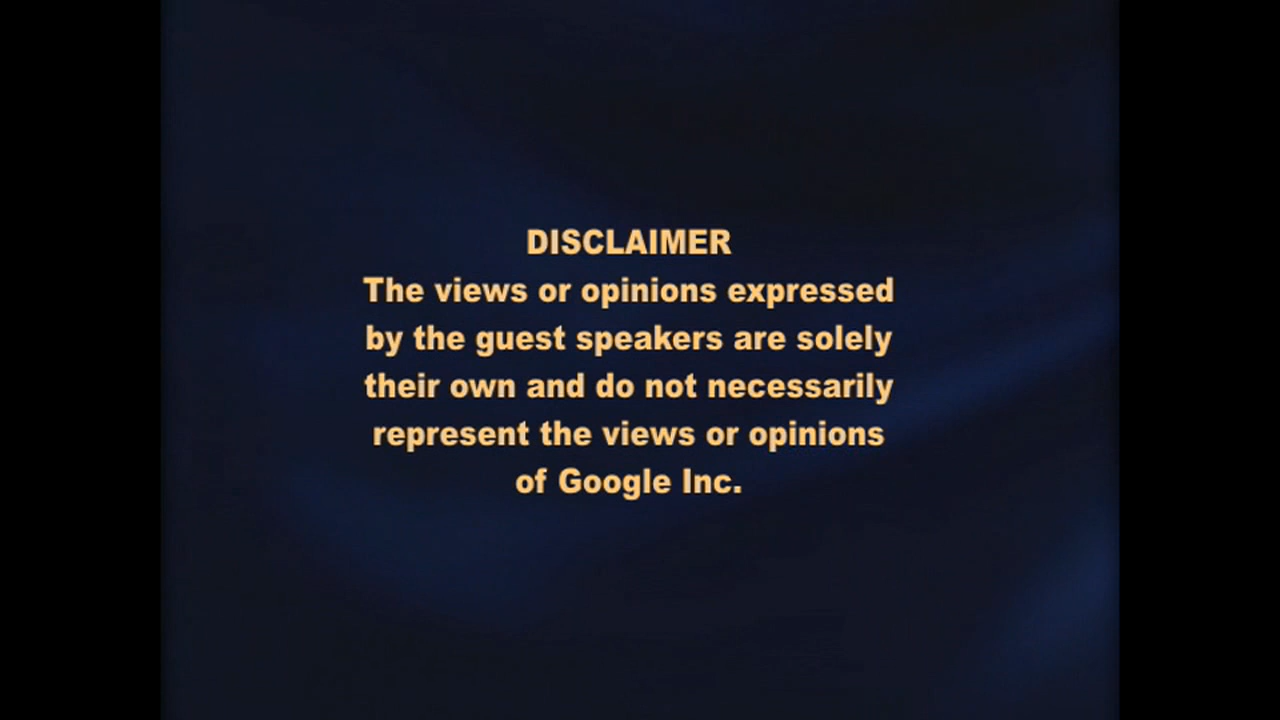 DISCLAIMER
The views or opinions expressed
by the guest speakers are solely
their own and do not necessarily
represent the views or opinions
of Google Inc.